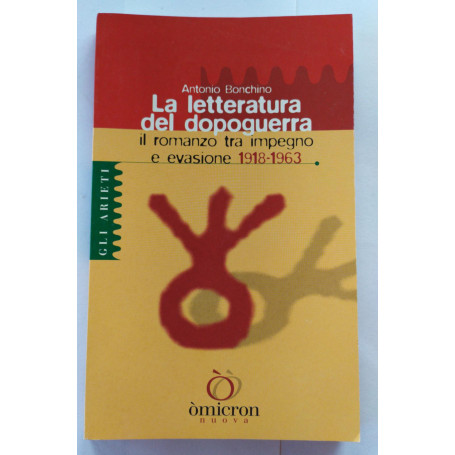 Antonio Bonchino
La letteratura
del dopoguerra
il romanzo tra impegno
e evasione 1918-1963
GLI ARIETI
òmicron
nuova